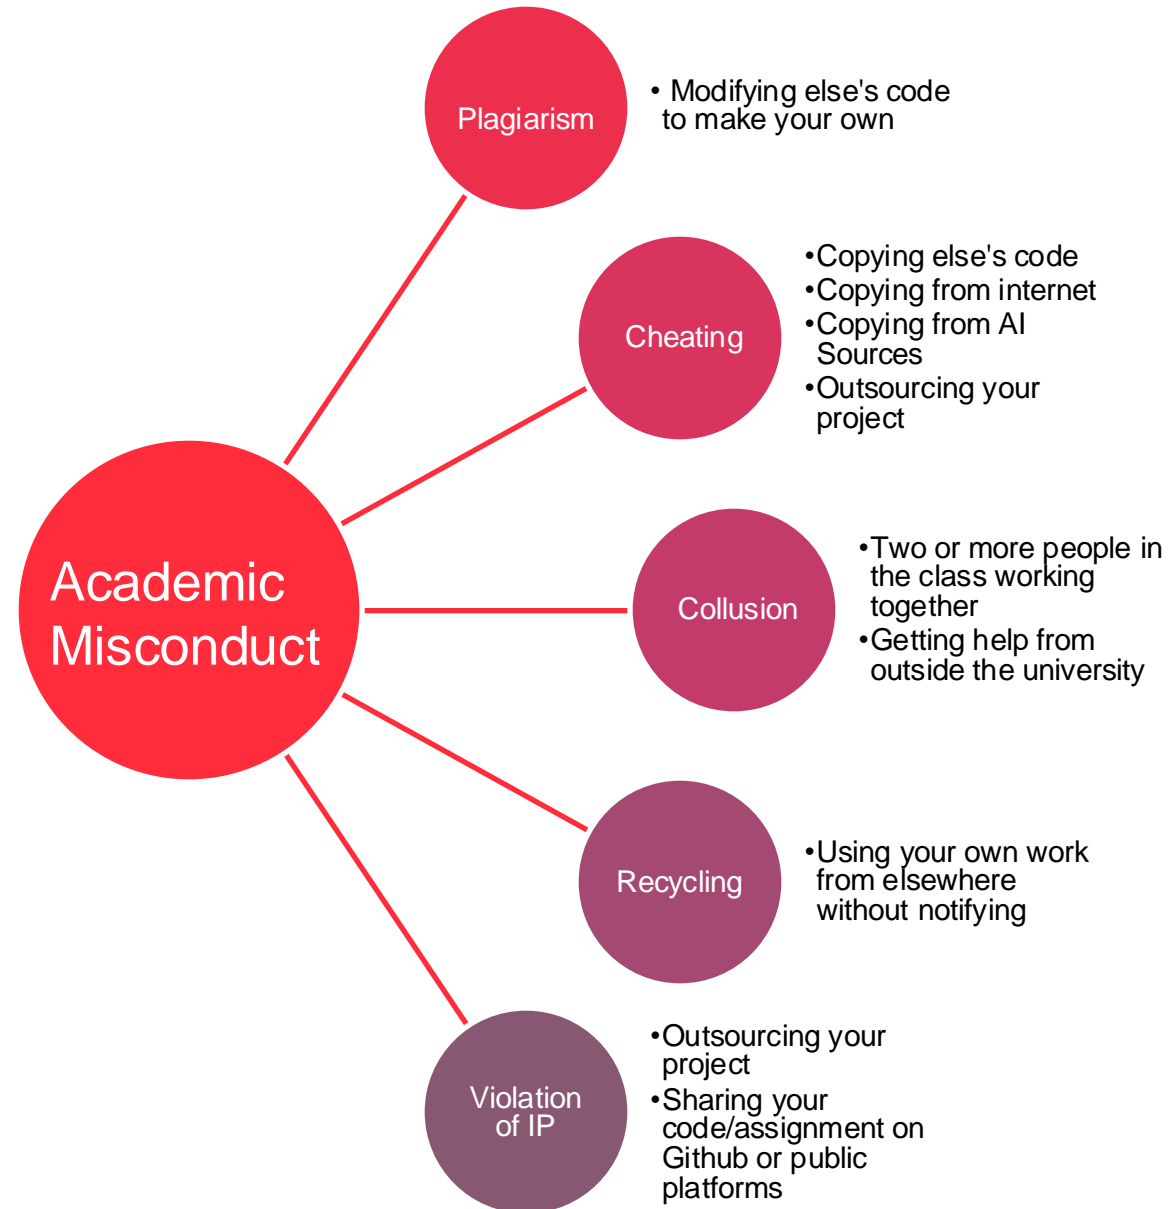 Plagiarism
• Modifying else's code
to make your own
Cheating
•Copying else's code
•Copying from internet
•Copying from AI
Sources
•Outsourcing your
project
Academic
Misconduct
Collusion
•Two or more people in
the class working
together
•Getting help from
outside the university
Recycling
•Using your own work
from elsewhere
without notifying
Violation
of IP
•Outsourcing your
project
•Sharing your
code/assignment on
Github or public
platforms